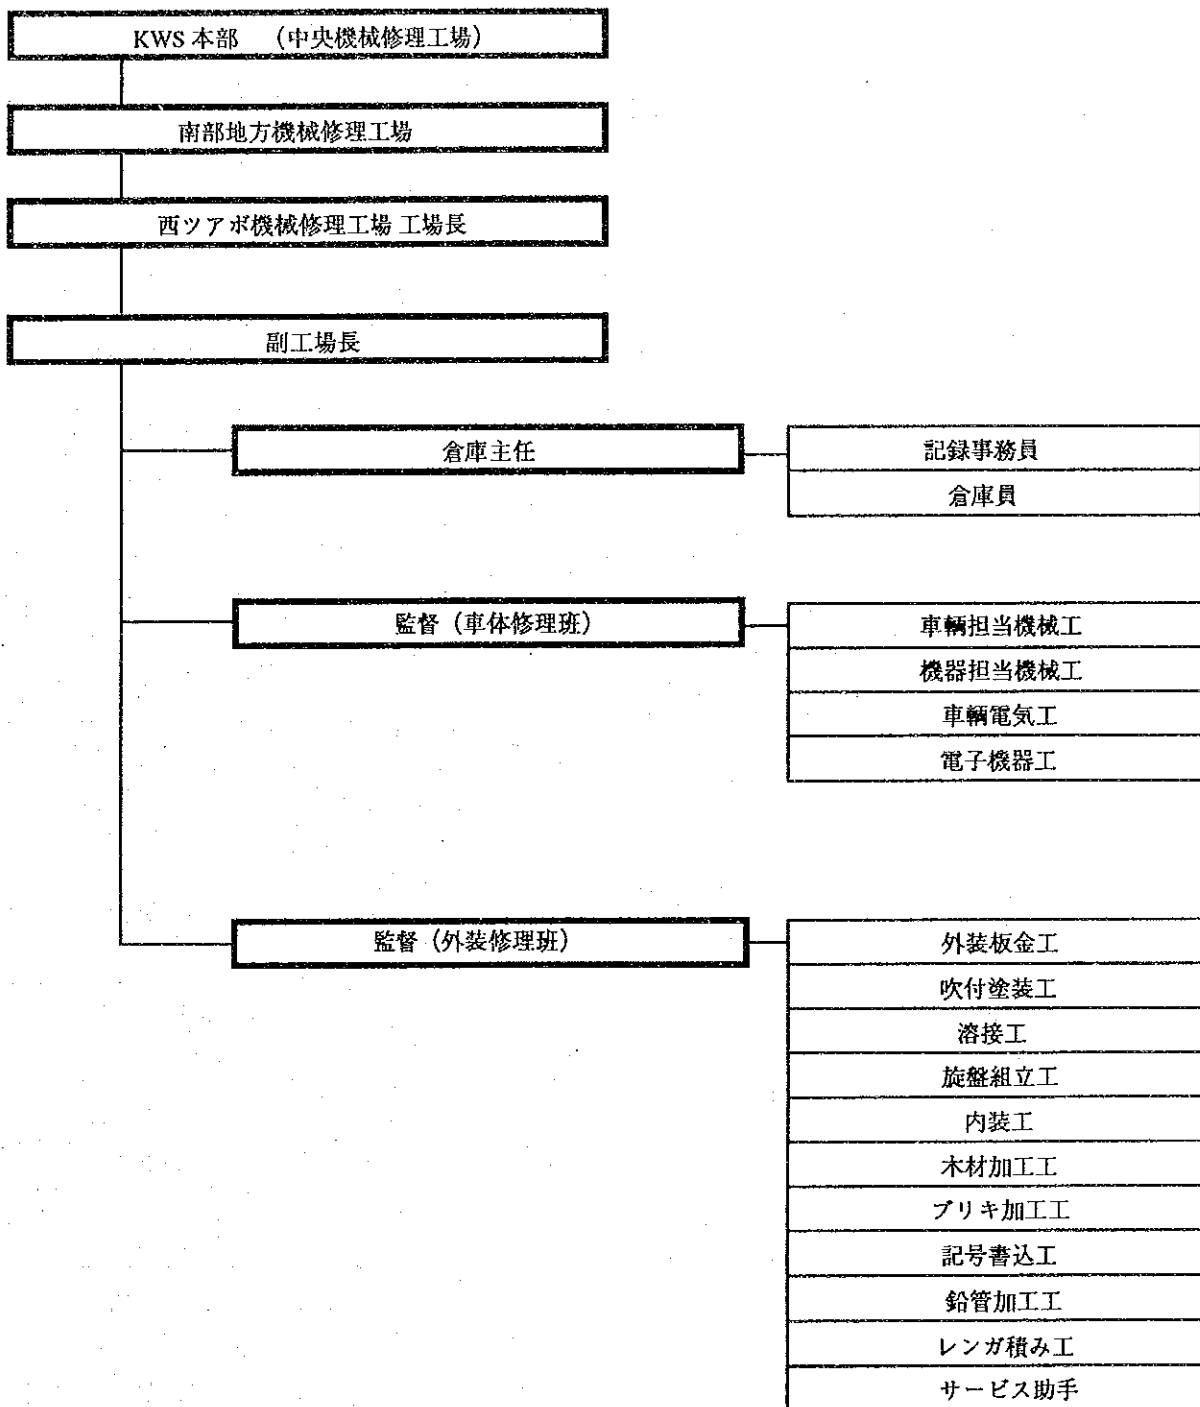 KWS 本部 （中央機械修理工場）
南部地方機械修理工場
西ツアボ機械修理工場 工場長
副工場長
倉庫主任
記録事務員
倉庫員
監督（車体修理班）
車輌担当機械工
機器担当機械工
車輌電気工
電子機器工
監督（外装修理班）
外装板金工
吹付塗装工
溶接工
旋盤組立工
内装工
木材加工工
ブリキ加工工
記号書込工
鉛管加工工
レンガ積み工
サービス助手